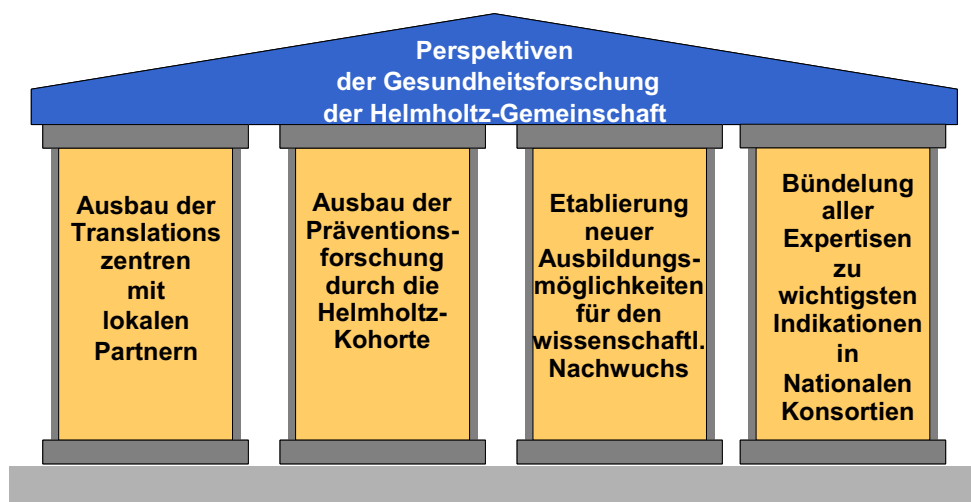 Perspektiven
der Gesundheitsforschung
der Helmholtz-Gemeinschaft
Ausbau der
Translations
zentren
mit
lokalen
Partnern
Ausbau der
Präventions-
forschung
durch die
Helmholtz-
Kohorte
Etablierung
neuer
Ausbildungs-
möglichkeiten
für den
wissenschaftl.
Nachwuchs
Bündelung
aller
Expertisen
zu
wichtigsten
Indikationen
in
Nationalen
Konsortien